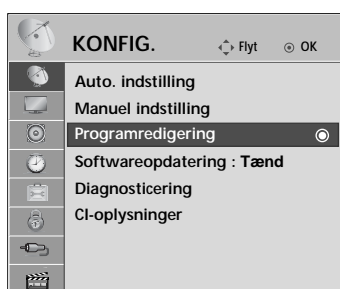 KONFIG. Flyt OK
Auto. indstilling
Manuel indstilling
Programredigering
Softwareopdatering : Tænd
Diagnosticering
CI-oplysninger